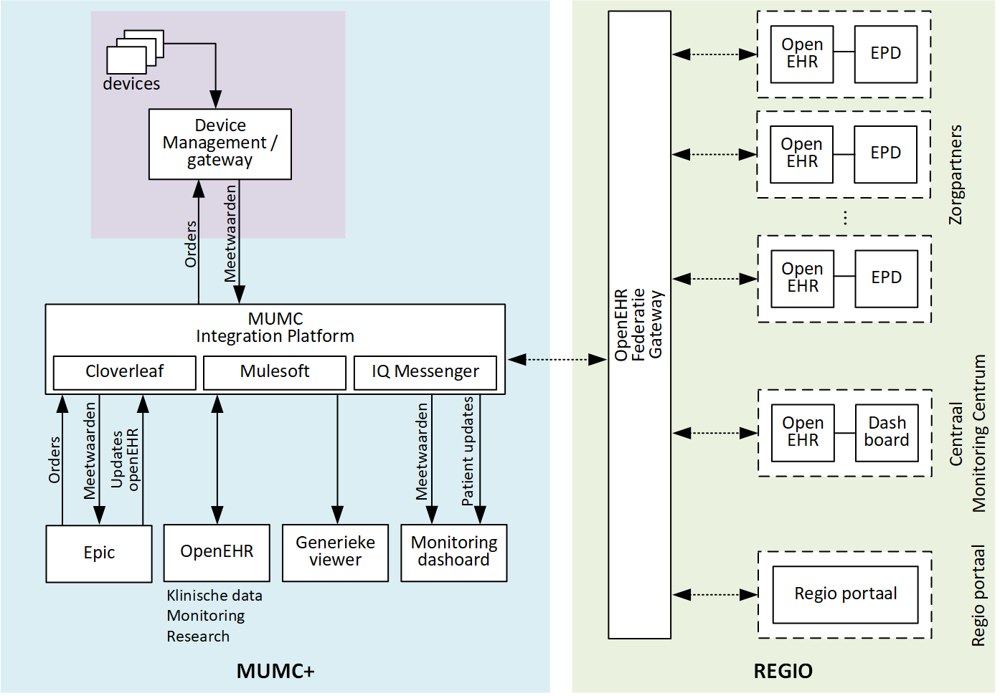 devices
Device
Management /
gateway
Orders
Meetwaarden
MUMC
Integration Platform
Cloverleaf
Mulesoft
IQ Messenger
Orders
Meetwaarden
Updates
openEHR
Meetwaarden
Patient updates
Epic
OpenEHR
Generieke
viewer
Monitoring
dashoard
Klinische data
Monitoring
Research
MUMC+
OpenEHR
Federatie
Gateway
Open
EHR
EPD
Open
EHR
EPD
...
Open
EHR
EPD
Zorgpartners
Open
EHR
Dash
board
Centraal
Monitoring Centrum
Regio portaal
Regio portaal
REGIO